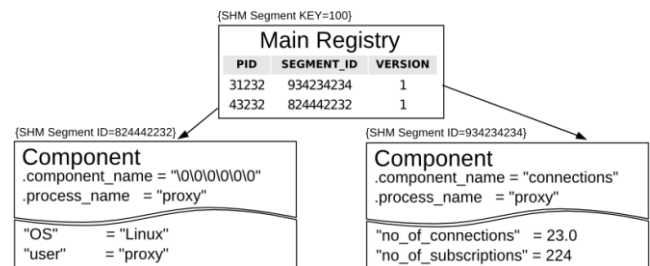 {SHM Segment KEY=100}
Main Registry
PID SEGMENT_ID VERSION
31232 934234234 1
43232 824442232 1
{SHM Segment ID=824442232}
Component
.component_name = "\0\0\0\0\0\0"
.process_name = "proxy"
"OS" = "Linux"
"user" = "proxy"
{SHM Segment ID=934234234}
Component
.component_name = "connections"
.process_name = "proxy"
"no_of_connections" = 23.0
"no_of_subscriptions" = 224